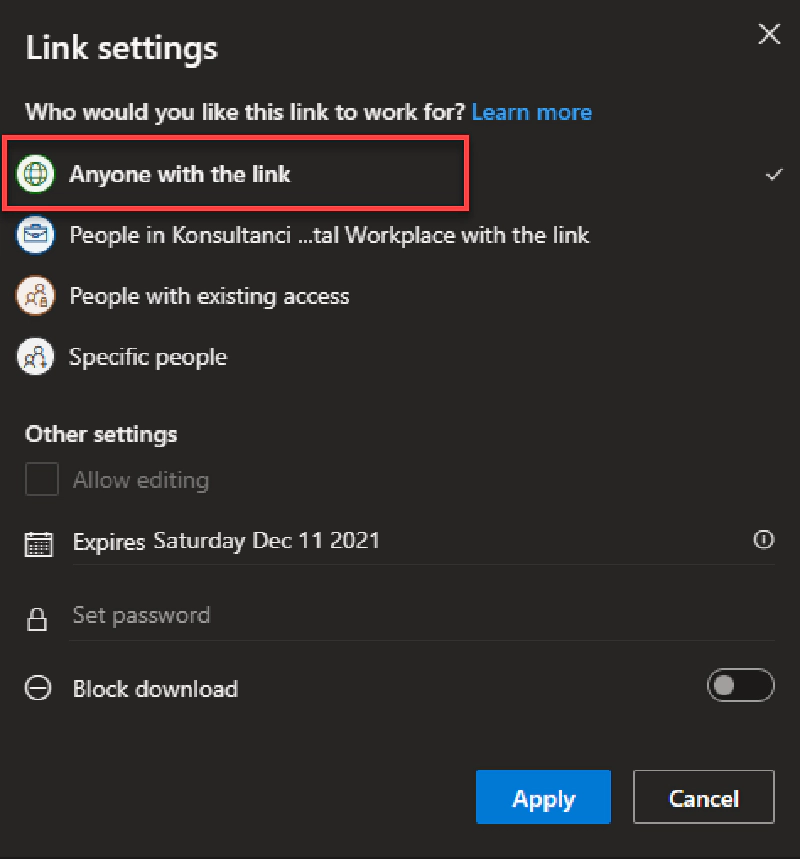 Link settings
Who would you like this link to work for? Learn more
Anyone with the link
People in Konsultanci ...tal Workplace with the link
People with existing access
Specific people
Other settings
Allow editing
Expires Saturday Dec 11 2021
Set password
Block download
Apply Cancel